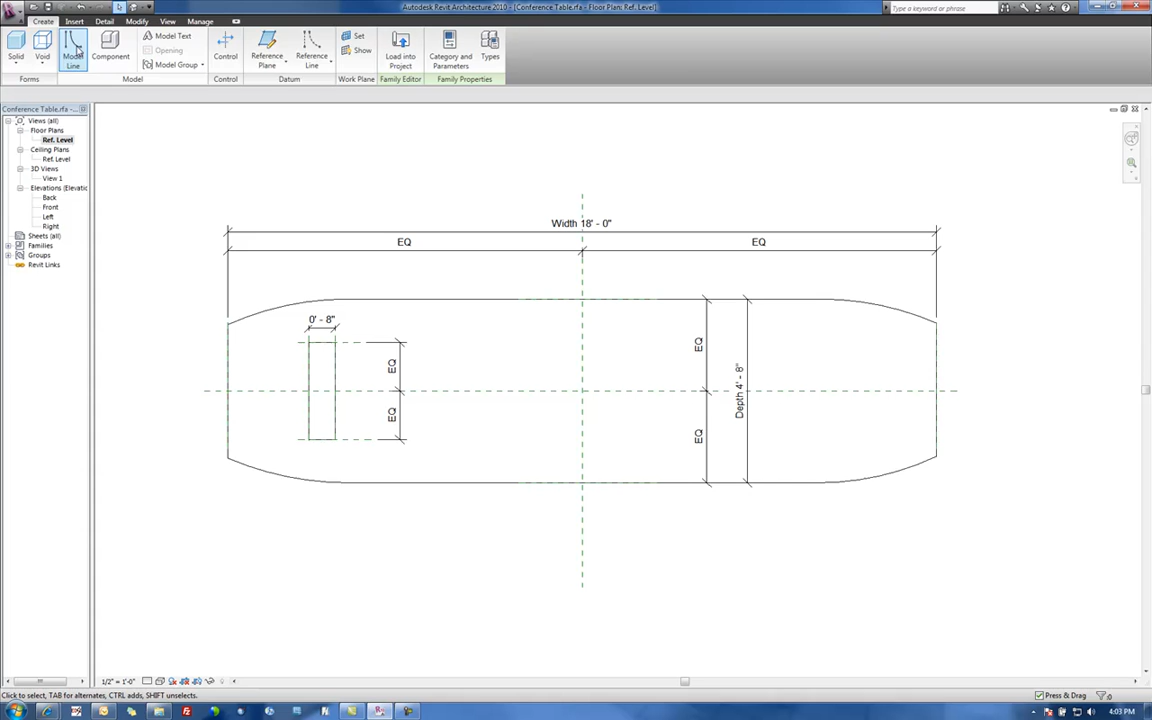 Autodesk Revit Architecture 2010 - [Conference Table.rfa - Floor Plan: Ref. Level]
Type a keyword or phrase
Create Insert Detail Modify View Manage
Solid Void Model Line Component Model Text Opening Model Group Control Reference Plane Reference Line Set Show Load into Project Category and Parameters Types
Forms Model Control Datum Work Plane Family Editor Family Properties
Conference Table.rfa - ...
Views (all)
Floor Plans
Ref. Level
Ceiling Plans
Ref. Level
3D Views
View 1
Elevations (Elevatio
Back
Front
Left
Right
Sheets (all)
Families
Groups
Revit Links
Width 18' - 0"
EQ EQ
0' - 8"
EQ
EQ
EQ
EQ
Depth 4' - 8"
1/2" = 1'-0"
Click to select, TAB for alternates, CTRL adds, SHIFT unselects.
Press & Drag
:0
4:03 PM